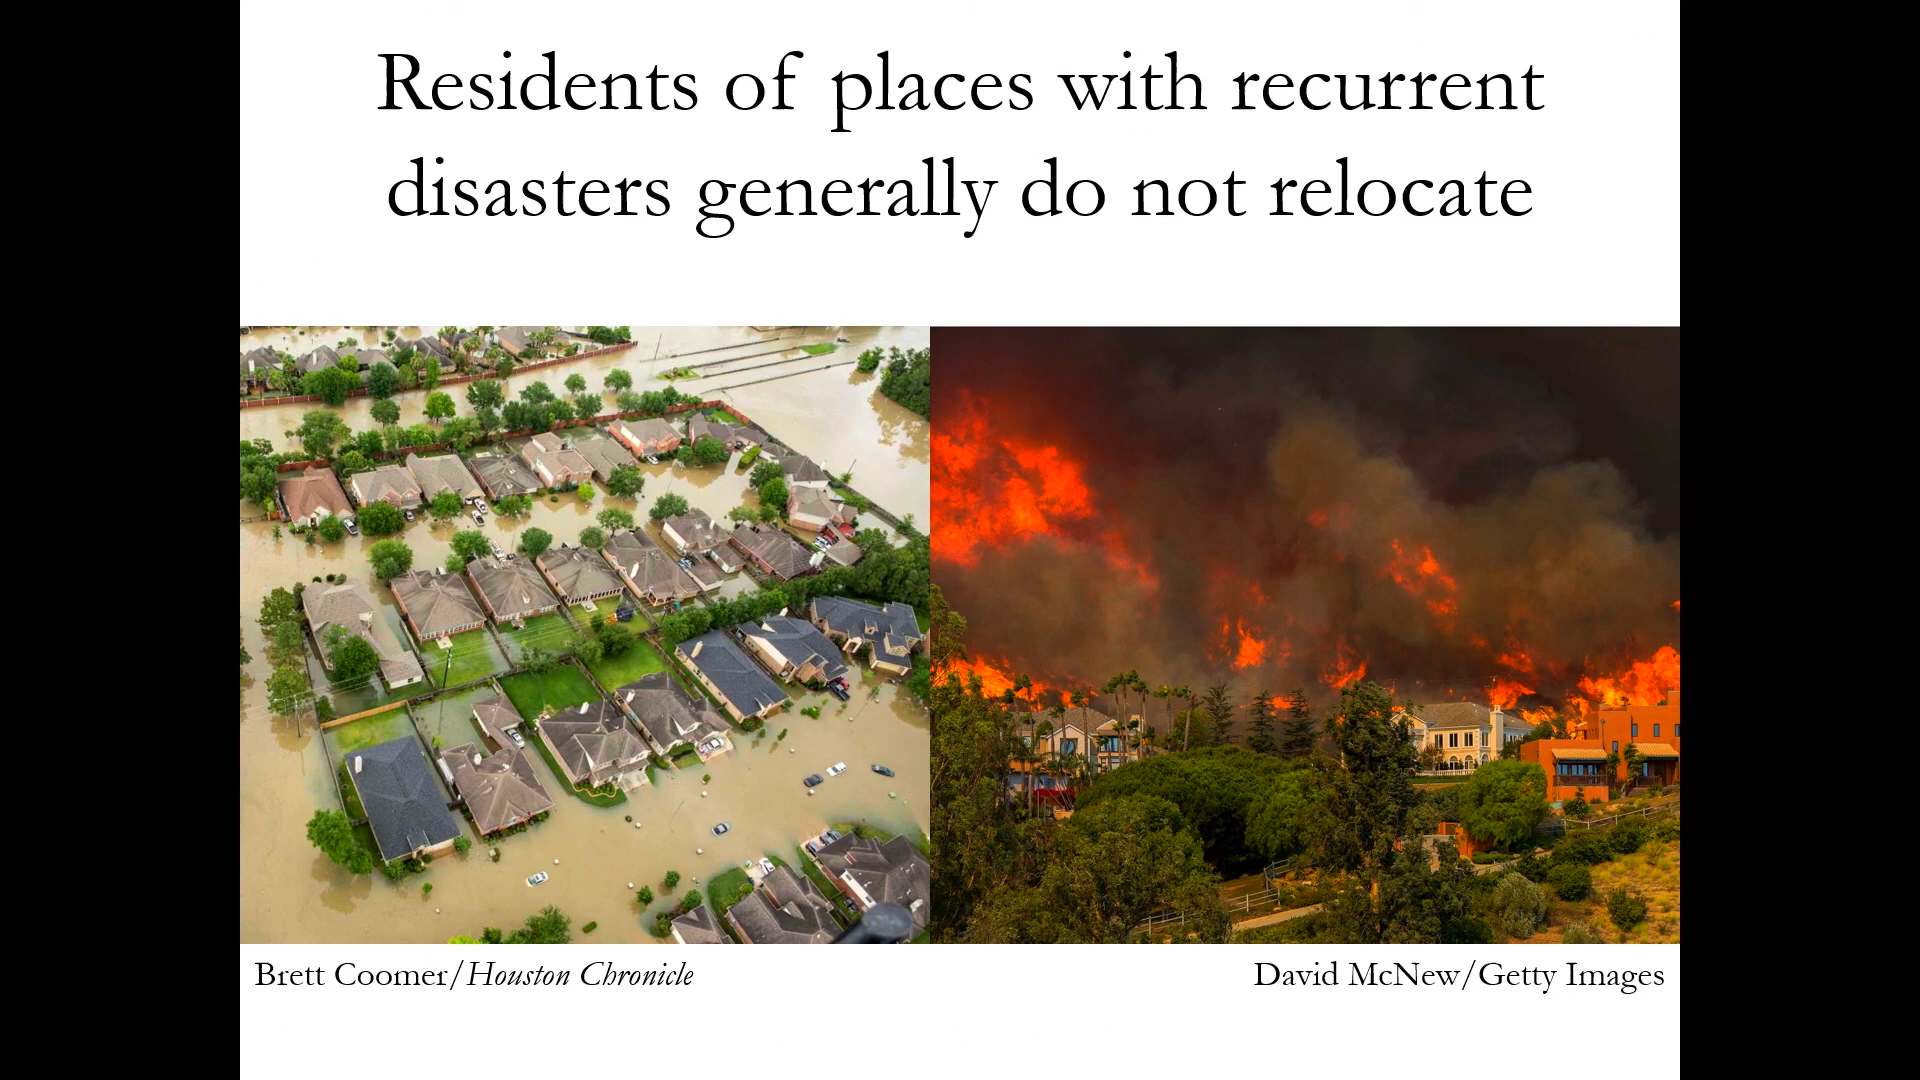 Residents of places with recurrent
disasters generally do not relocate
Brett Coomer/Houston Chronicle
David McNew/Getty Images